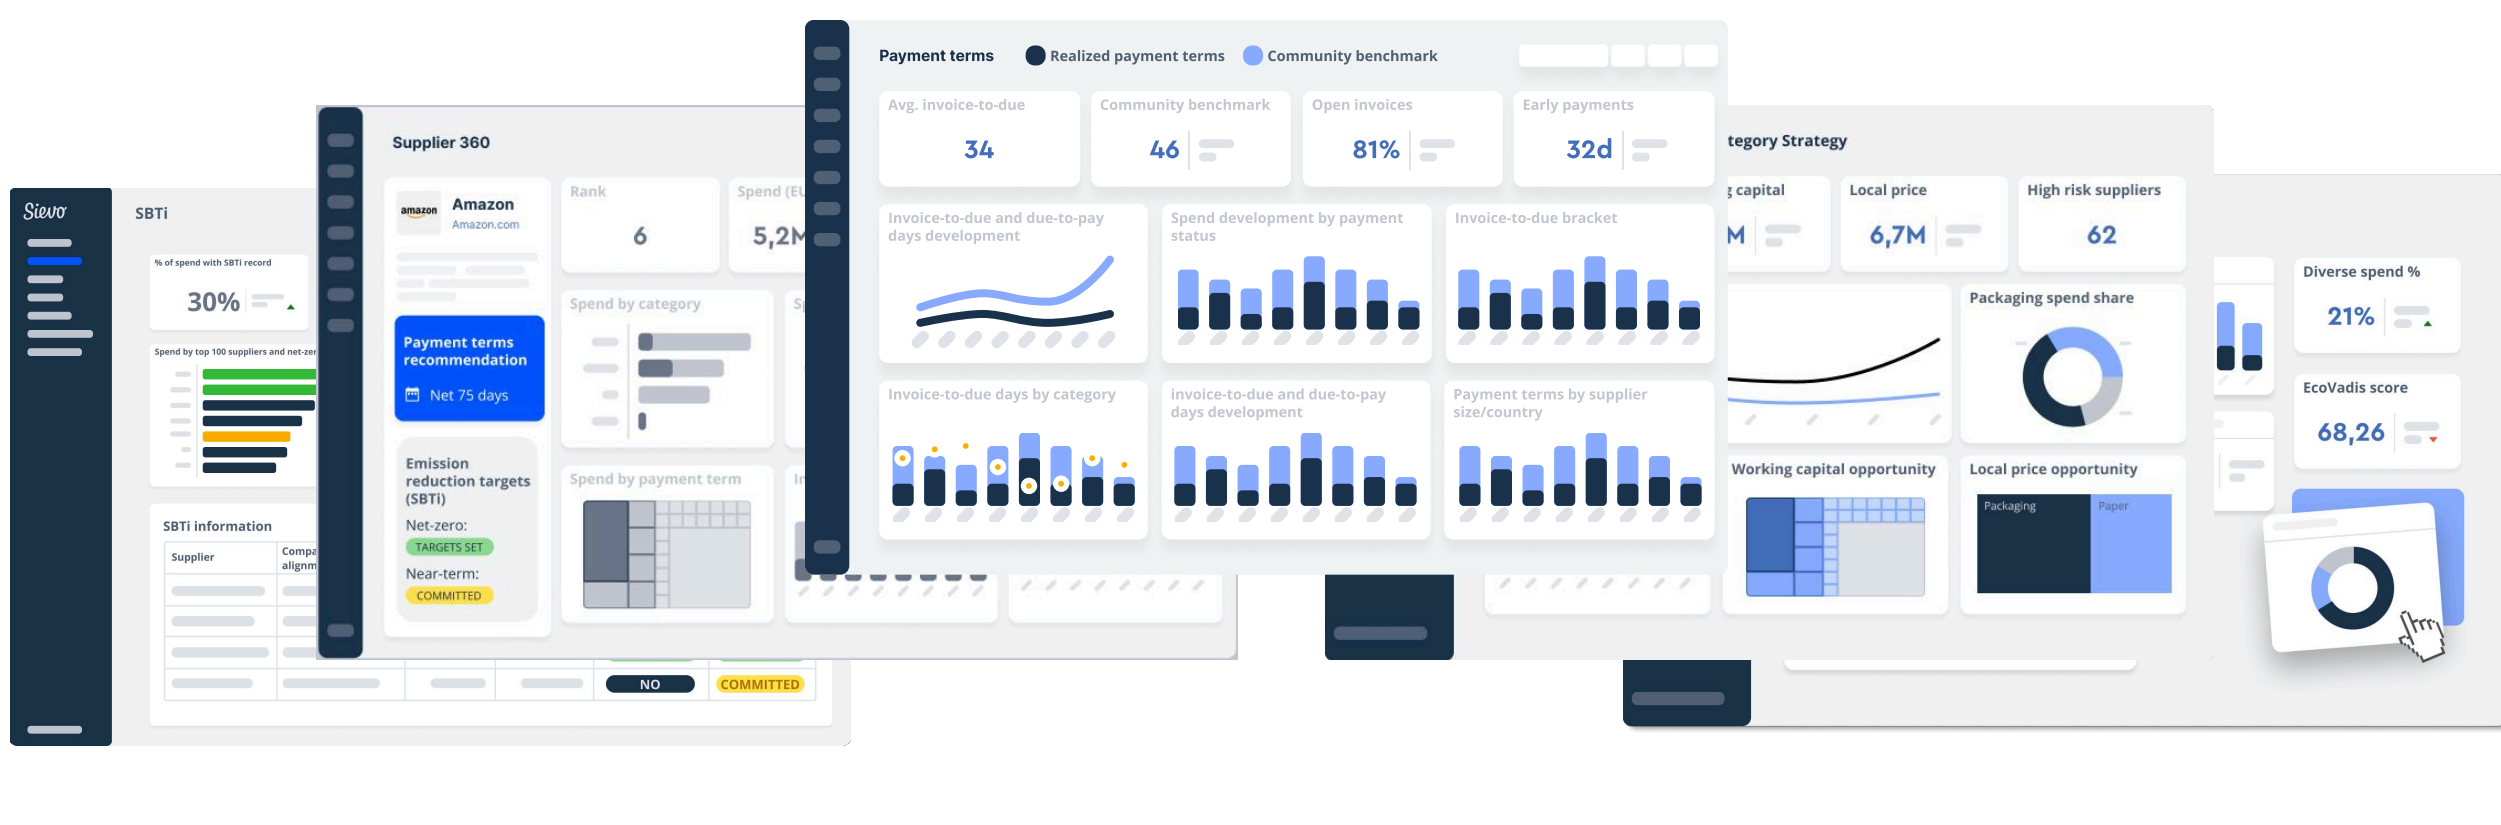 Sievo
SBTi
% of spend with SBTi record
30%
Spend by top 100 suppliers and
SBTi information
Supplier
NO
COMMITTED
Supplier 360
amazon
Amazon
Amazon.com
Payment terms
recommendation
Net 75 days
Emission
reduction targets
(SBTi)
Net-zero:
TARGETS SET
Near-term:
COMMITTED
Rank
6
Spend
5,2M
Spend by category
Spend by payment term
Payment terms
Realized payment terms
Community benchmark
Avg. invoice-to-due
34
Community benchmark
46
Open invoices
81%
Early payments
32d
Invoice-to-due and due-to-pay
days development
Spend development by payment
status
Invoice-to-due bracket
Invoice-to-due days by category
invoice-to-due and due-to-pay
days development
Payment terms by supplier
size/country
tegory Strategy
capital
M
Local price
6,7M
High risk suppliers
62
Packaging spend share
Working capital opportunity
Local price opportunity
Packaging
Paper
Diverse spend %
21%
EcoVadis score
68,26